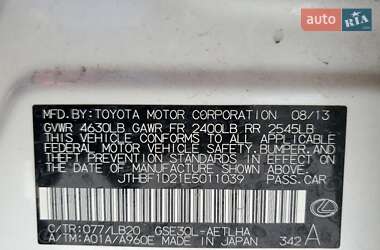 auto RIA
MFD.BY:TOYOTA MOTOR CORPORATION 08/13
GVWR 4630LB GAWR FR 2400LB RR 2545LB
THIS VEHICLE CONFORMS TO ALL APPLICABLE
FEDERAL MOTOR VEHICLE SAFETY, BUMPER, AND
THEFT PREVENTION STANDARDS IN EFFECT ON
THE DATE OF MANUFACTURE SHOWN ABOVE.
JTHBF1D21E5011039 PASS.CAR
C/TR:077/LB20 GSE30L-AETLHA
A/TM:A01A/A960E MADE IN JAPAN 342 A